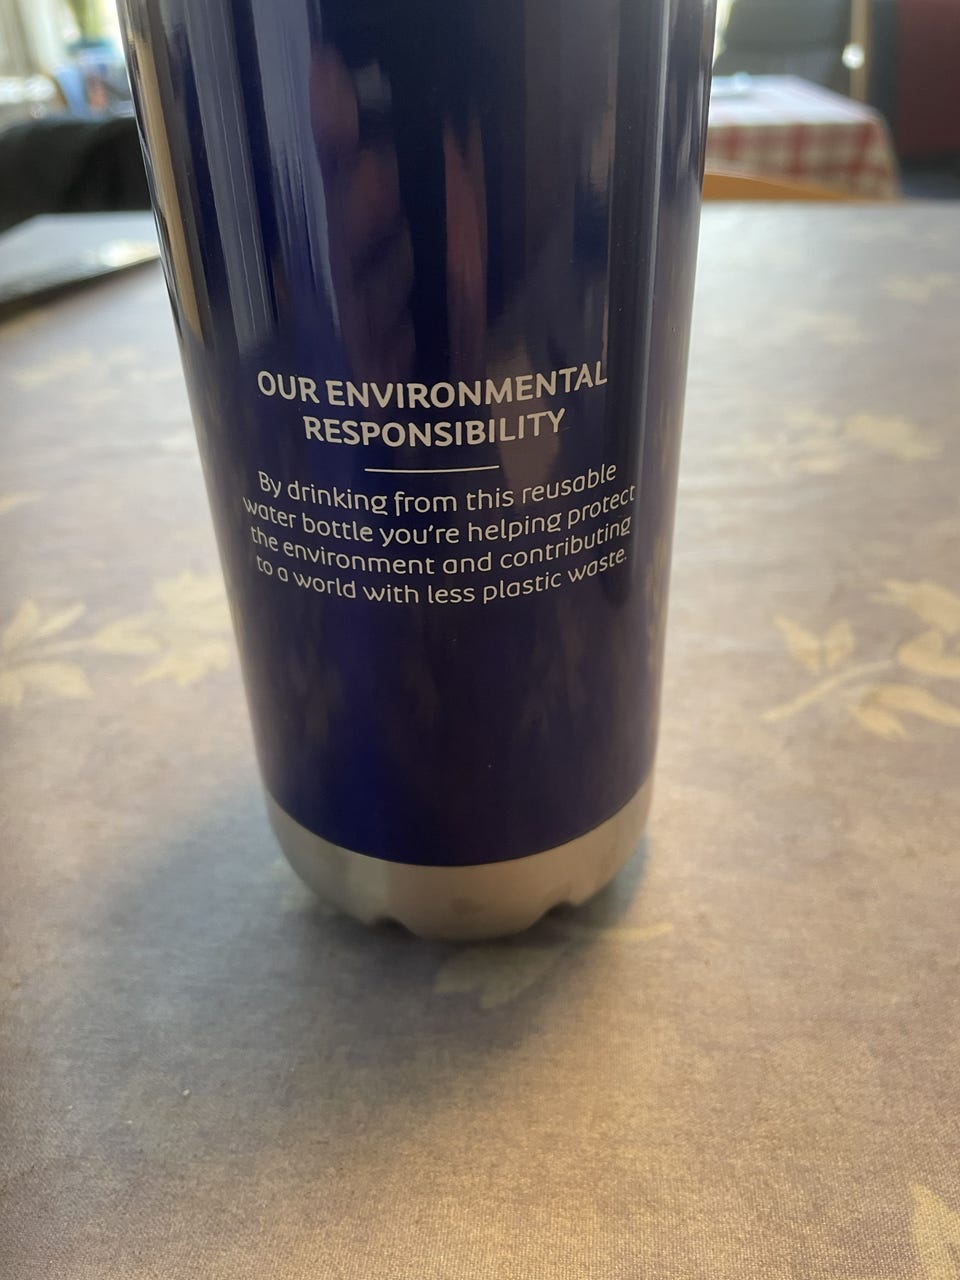 OUR ENVIRONMENTAL
RESPONSIBILITY
By drinking from this reusable
water bottle you're helping protect
the environment and contributing
to a world with less plastic waste.